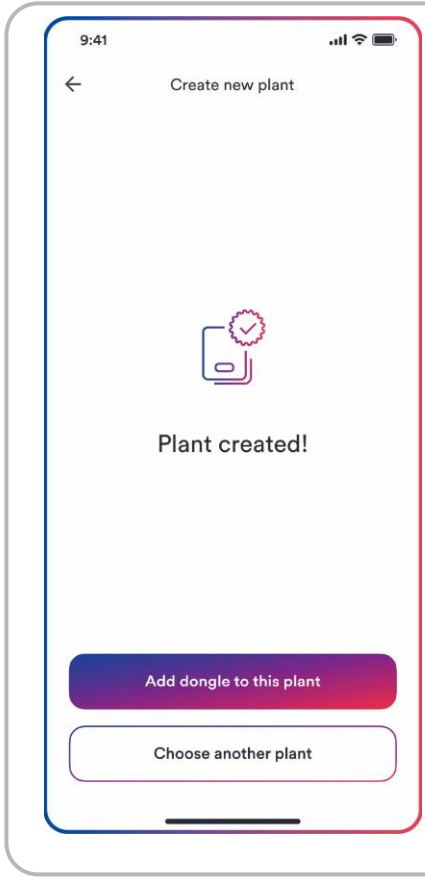 9:41
Create new plant
Plant created!
Add dongle to this plant
Choose another plant